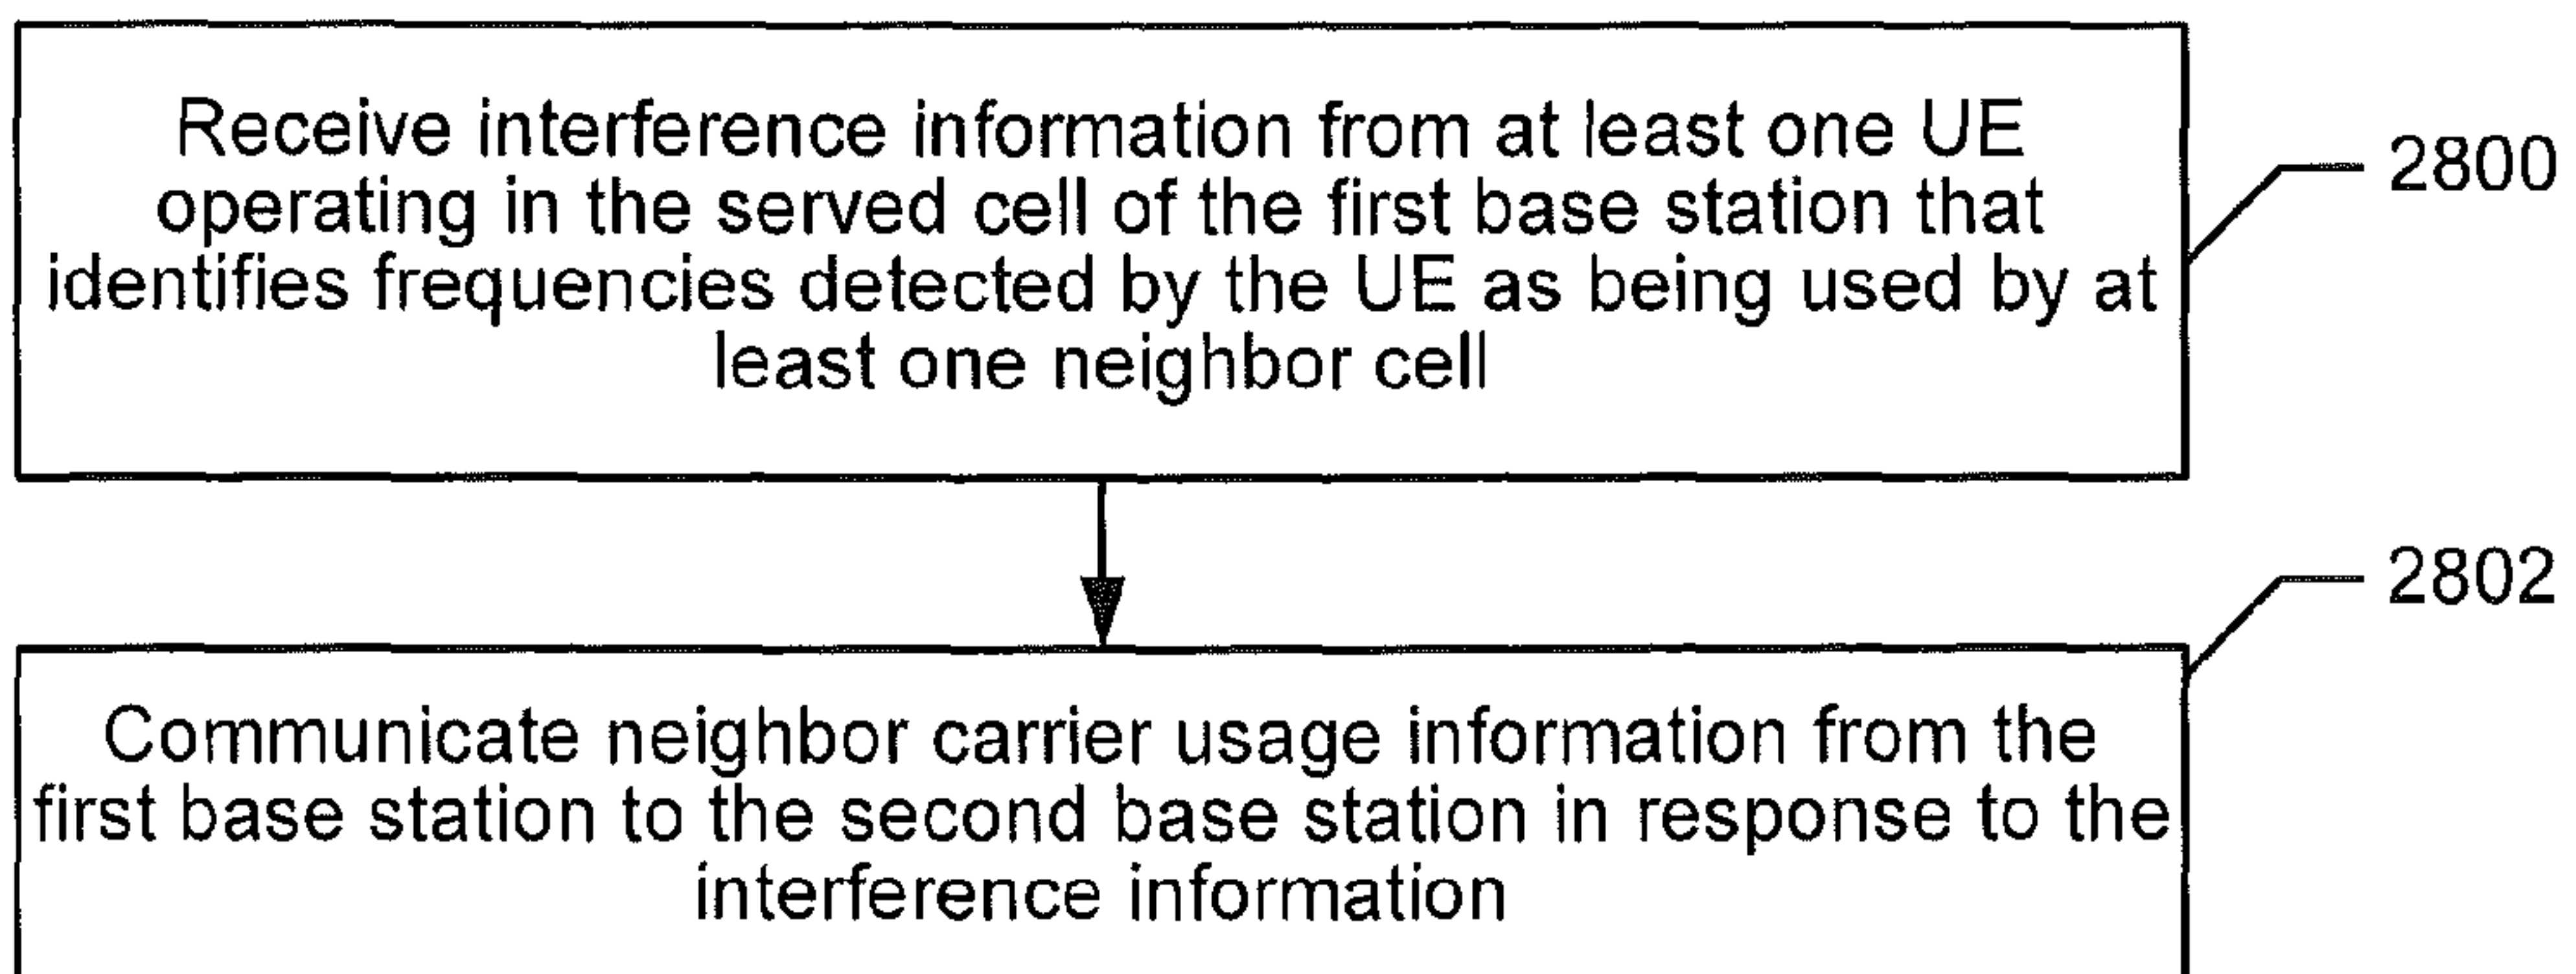 Receive interference information from at least one UE
operating in the served cell of the first base station that
identifies frequencies detected by the UE as being used by at
least one neighbor cell
2800
2802
Communicate neighbor carrier usage information from the
first base station to the second base station in response to the
interference information